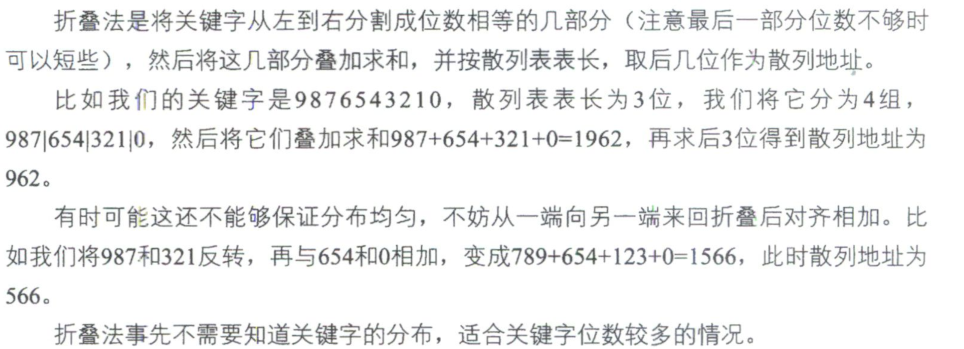 折叠法是将关键字从左到右分割成位数相等的几部分（注意最后一部分位数不够时
可以短些），然后将这几部分叠加求和，并按散列表表长，取后几位作为散列地址。
比如我们的关键字是9876543210，散列表表长为3位，我们将它分为4组，
987|654|321|0，然后将它们叠加求和987+654+321+0=1962，再求后3位得到散列地址为
962。
有时可能这还不能够保证分布均匀，不妨从一端向另一端来回折叠后对齐相加。比
如我们将987和321反转，再与654和0相加，变成789+654+123+0=1566，此时散列地址为
566。
折叠法事先不需要知道关键字的分布，适合关键字位数较多的情况。